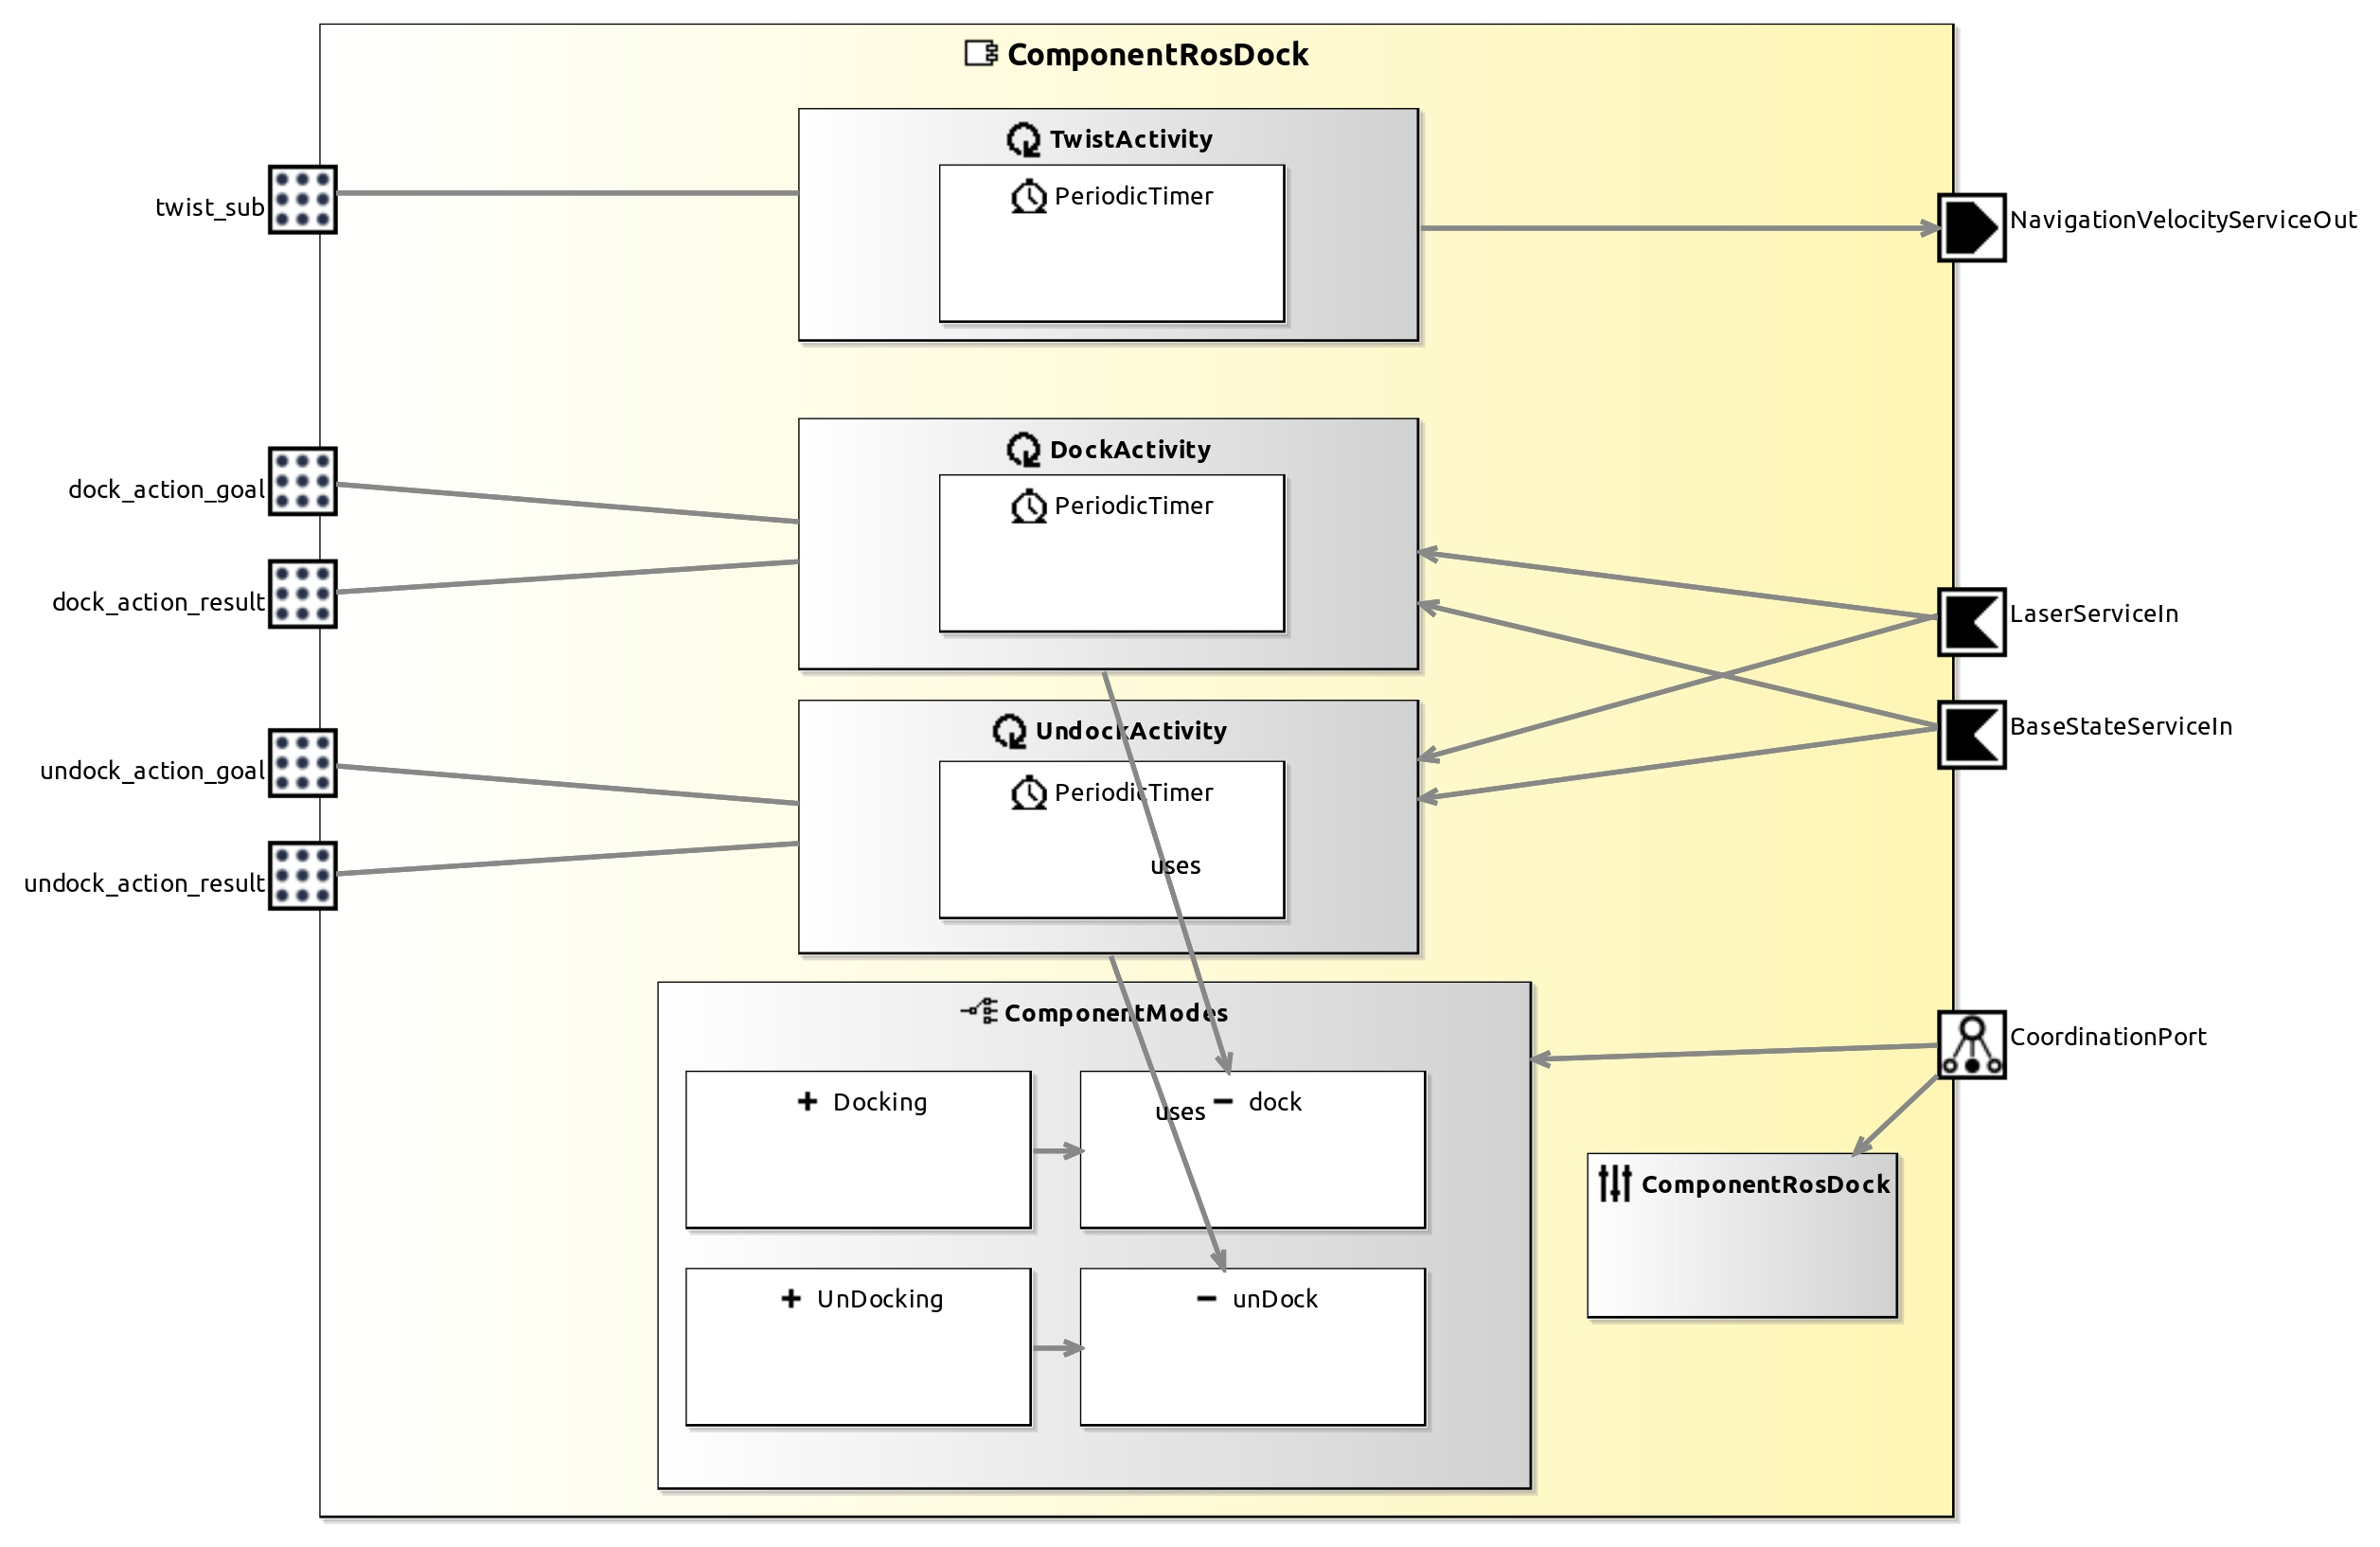 ComponentRosDock
TwistActivity
PeriodicTimer
twist_sub
NavigationVelocityServiceOut
DockActivity
PeriodicTimer
dock_action_goal
dock_action_result
LaserServiceIn
BaseStateServiceIn
UndockActivity
PeriodicTimer
uses
undock_action_goal
undock_action_result
ComponentModes
CoordinationPort
Docking
uses
dock
ComponentRosDock
UnDocking
unDock